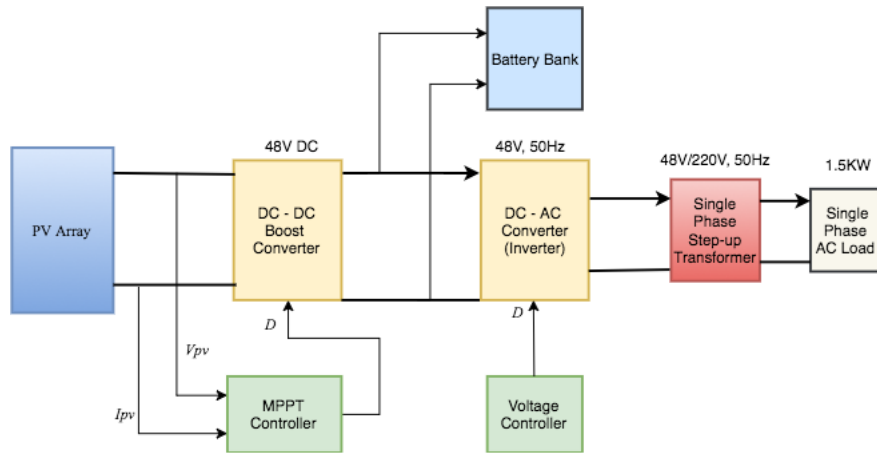 Battery Bank
48V DC
48V, 50Hz
48V/220V, 50Hz
1.5KW
PV Array
DC - DC
Boost
Converter
DC - AC
Converter
(Inverter)
Single
Phase
Step-up
Transformer
Single
Phase
AC Load
D
D
Vpv
Ipv
MPPT
Controller
Voltage
Controller